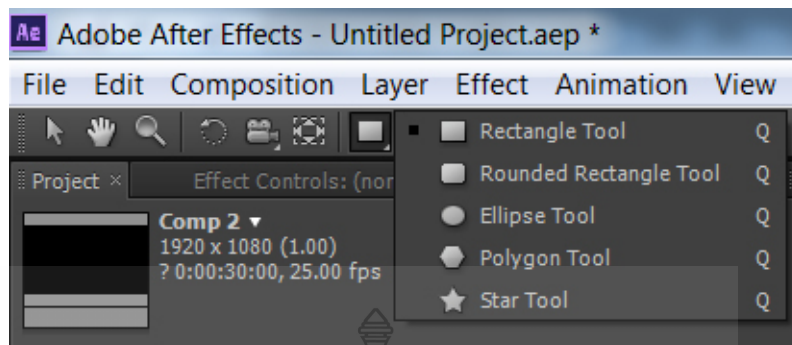 Ae Adobe After Effects - Untitled Project.aep *
File Edit Composition Layer Effect Animation View
Rectangle Tool Q
Project × Effect Controls: (nor
Rounded Rectangle Tool Q
Comp 2 ▾
1920 x 1080 (1.00)
? 0:00:30:00, 25.00 fps
Ellipse Tool Q
Polygon Tool Q
Star Tool Q